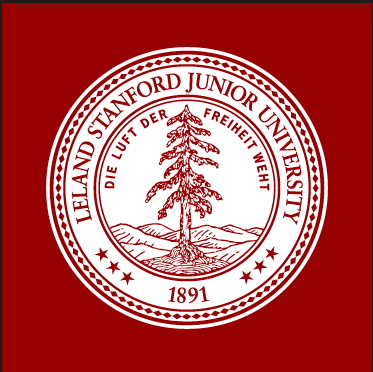 LELAND STANFORD JUNIOR UNIVERSITY
DIE LUFT DER FREIHEIT WEHT
1891